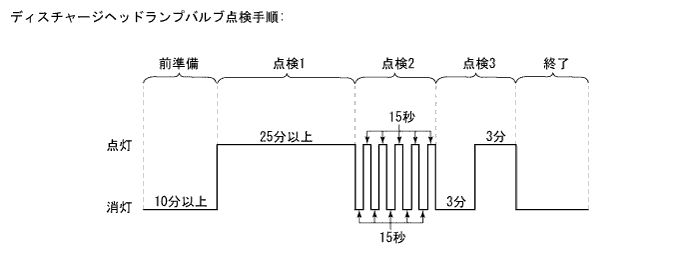 ディスチャージヘッドランプバルブ点検手順:
前準備 点検1 点検2 点検3 終了
15秒
点灯 25分以上 3分
消灯 10分以上 3分
15秒